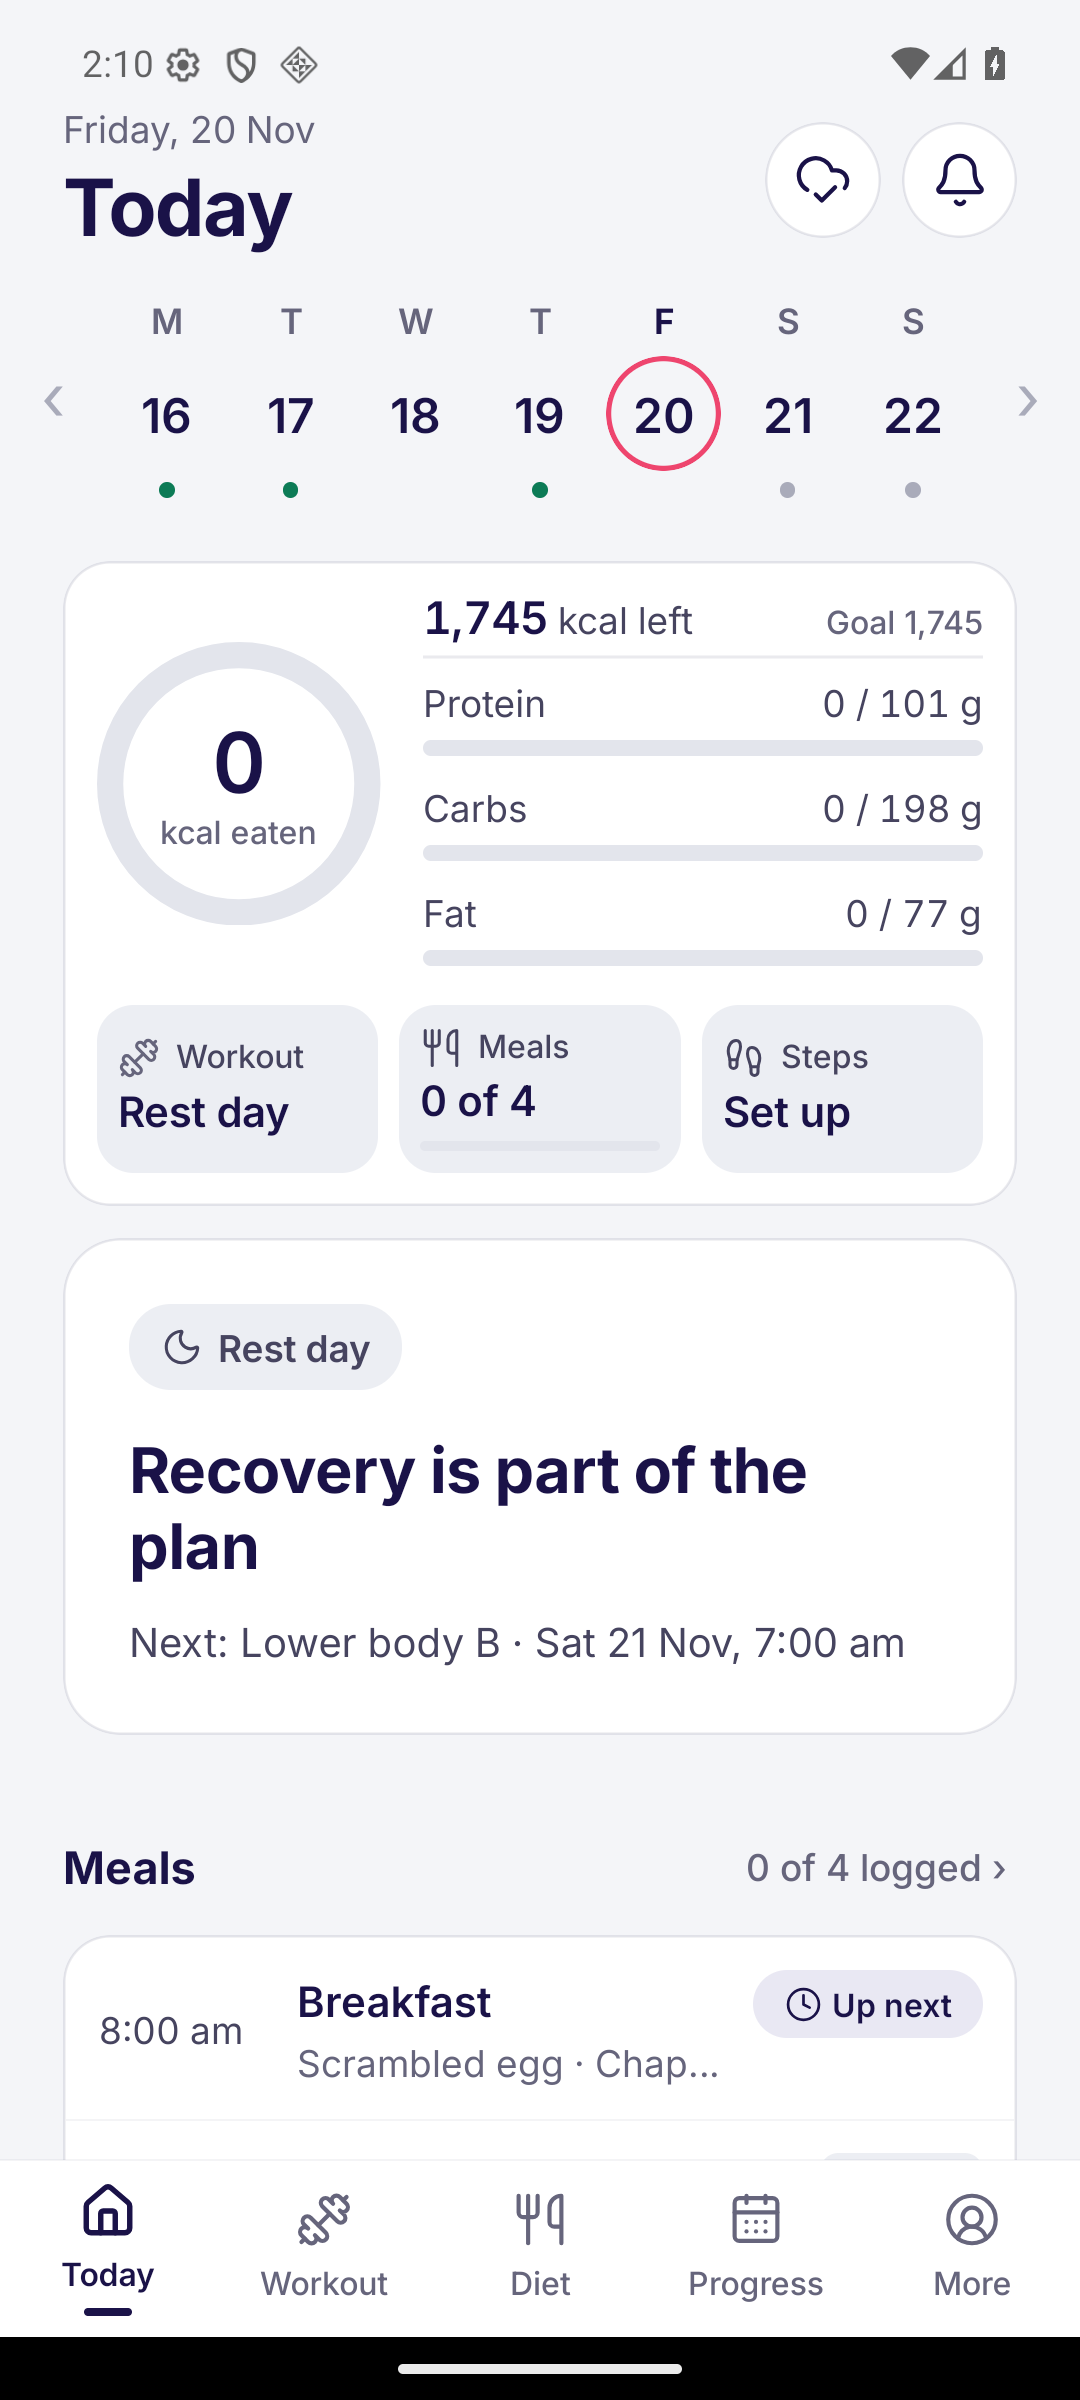 2:10
Friday, 20 Nov
Today
M T W T F S S
‹ 16 17 18 19 20 21 22 ›
1,745 kcal left Goal 1,745
0
kcal eaten
Protein 0 / 101 g
Carbs 0 / 198 g
Fat 0 / 77 g
Workout
Rest day
Meals
0 of 4
Steps
Set up
Rest day
Recovery is part of the
plan
Next: Lower body B · Sat 21 Nov, 7:00 am
Meals 0 of 4 logged ›
8:00 am
Breakfast
Up next
Scrambled egg · Chap...
Today Workout Diet Progress More